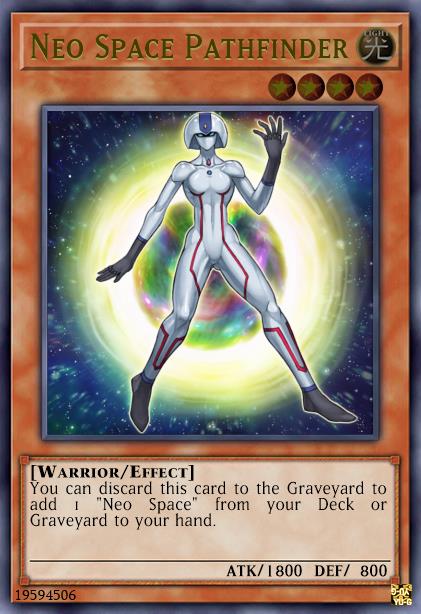 NEO SPACE PATHFINDER
LIGHT
光
[WARRIOR/EFFECT]
You can discard this card to the Graveyard to
add 1 "Neo Space" from your Deck or
Graveyard to your hand.
ATK/1800 DEF/ 800
19594506